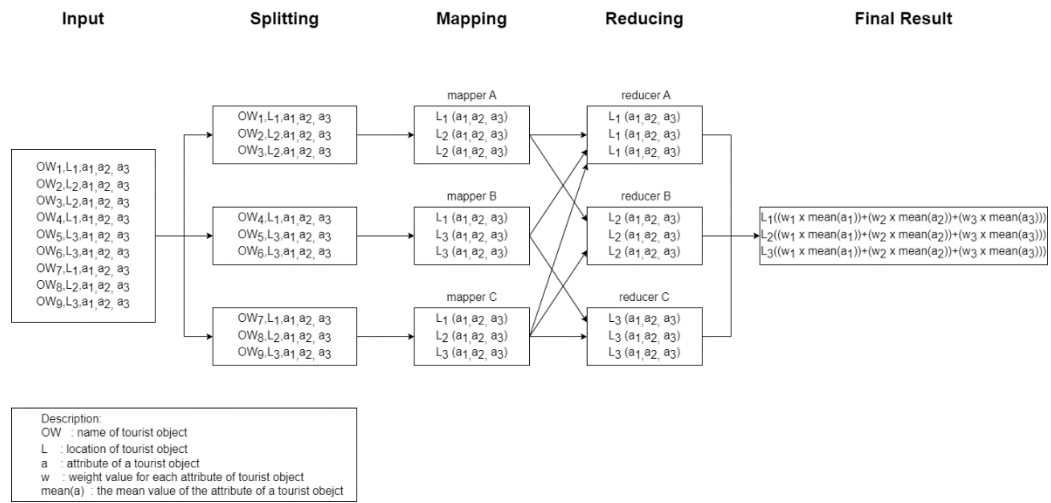 Input Splitting Mapping Reducing Final Result
mapper A
reducer A
OW1,L1,a1,a2, a3
OW2,L2,a1,a2, a3
OW3,L2,a1,a2, a3
OW4,L1,a1,a2, a3
OW5,L3,a1,a2, a3
OW6,L3,a1,a2, a3
OW7,L1,a1,a2, a3
OW8,L2,a1,a2, a3
OW9,L3,a1,a2, a3
OW1,L1,a1,a2, a3
OW2,L2,a1,a2, a3
OW3,L2,a1,a2, a3
OW4,L1,a1,a2, a3
OW5,L3,a1,a2, a3
OW6,L3,a1,a2, a3
OW7,L1,a1,a2, a3
OW8,L2,a1,a2, a3
OW9,L3,a1,a2, a3
L1 (a1,a2, a3)
L2 (a1,a2, a3)
L2 (a1,a2, a3)
mapper B
L1 (a1,a2, a3)
L3 (a1,a2, a3)
L3 (a1,a2, a3)
mapper C
L1 (a1,a2, a3)
L2 (a1,a2, a3)
L3 (a1,a2, a3)
L1 (a1,a2, a3)
L1 (a1,a2, a3)
L1 (a1,a2, a3)
reducer B
L2 (a1,a2, a3)
L2 (a1,a2, a3)
L2 (a1,a2, a3)
reducer C
L3 (a1,a2, a3)
L3 (a1,a2, a3)
L3 (a1,a2, a3)
L1((w1 x mean(a1))+(w2 x mean(a2))+(w3 x mean(a3)))
L2((w1 x mean(a1))+(w2 x mean(a2))+(w3 x mean(a3)))
L3((w1 x mean(a1))+(w2 x mean(a2))+(w3 x mean(a3)))
Description:
OW : name of tourist object
L : location of tourist object
a : attribute of a tourist object
w : weight value for each attribute of tourist object
mean(a) : the mean value of the attribute of a tourist obejct